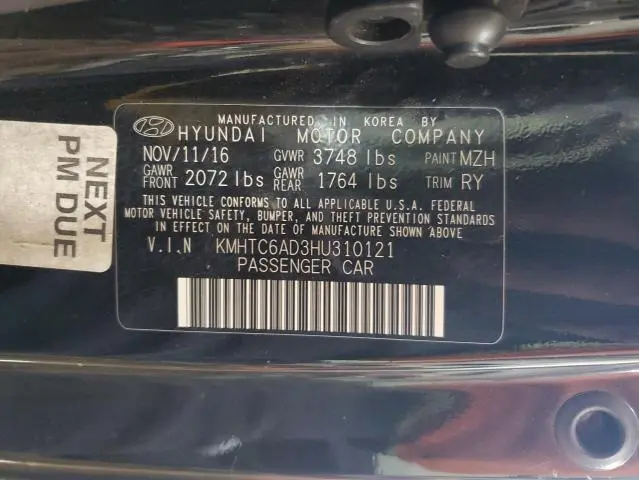 MANUFACTURED IN KOREA BY
HYUNDAI MOTOR COMPANY
NOV/11/16 GVWR 3748 lbs PAINT MZH
GAWR FRONT 2072 lbs GAWR REAR 1764 lbs TRIM RY
THIS VEHICLE CONFORMS TO ALL APPLICABLE U.S.A. FEDERAL
MOTOR VEHICLE SAFETY, BUMPER, AND THEFT PREVENTION STANDARDS
IN EFFECT ON THE DATE OF MANUFACTURE SHOWN ABOVE.
V.I.N KMHTC6AD3HU310121
PASSENGER CAR
NEXT
PM DUE